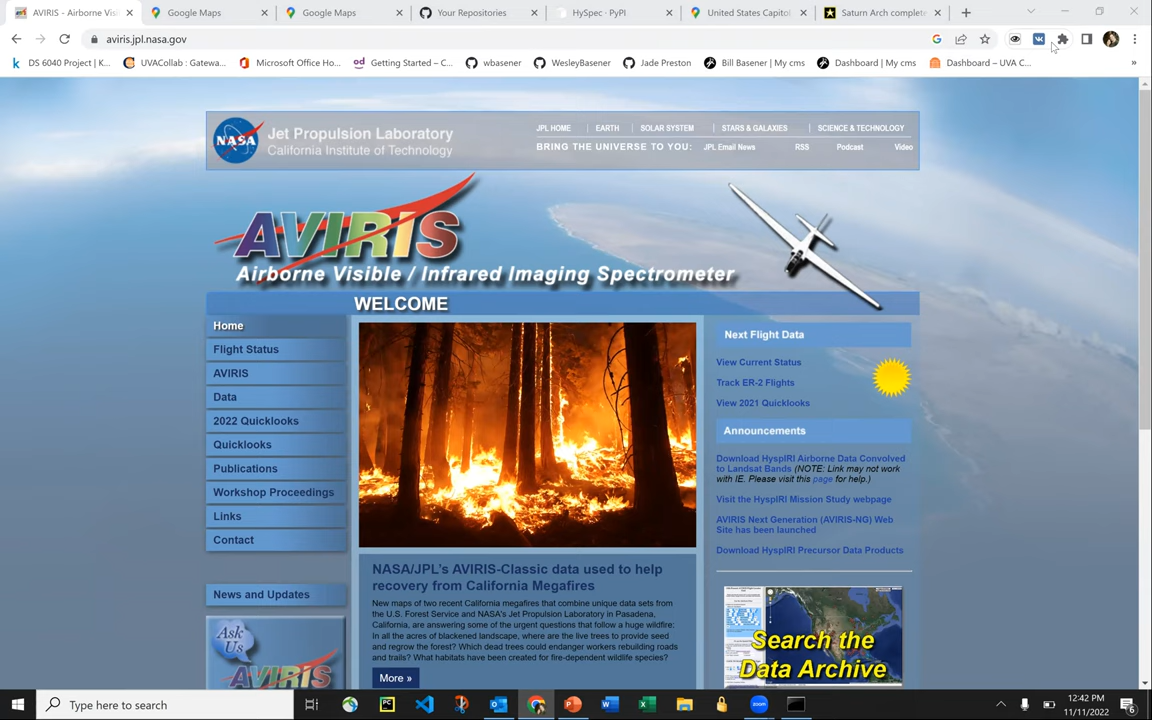 AVIRIS - Airborne Visi
Google Maps
Google Maps
Your Repositories
HySpec · PyPI
United States Capitol
Saturn Arch complete
aviris.jpl.nasa.gov
DS 6040 Project | K...
UVACollab : Gatewa...
Microsoft Office Ho...
Getting Started – C...
wbasener
WesleyBasener
Jade Preston
Bill Basener | My cms
Dashboard | My cms
Dashboard – UVA C...
NASA
Jet Propulsion Laboratory
California Institute of Technology
JPL HOME
EARTH
SOLAR SYSTEM
STARS & GALAXIES
SCIENCE & TECHNOLOGY
BRING THE UNIVERSE TO YOU:
JPL Email News
RSS
Podcast
Video
AVIRIS
Airborne Visible / Infrared Imaging Spectrometer
WELCOME
Home
Flight Status
AVIRIS
Data
2022 Quicklooks
Quicklooks
Publications
Workshop Proceedings
Links
Contact
News and Updates
Ask
Us
AVIRIS
NASA/JPL's AVIRIS-Classic data used to help
recovery from California Megafires
New maps of two recent California megafires that combine unique data sets from
the U.S. Forest Service and NASA's Jet Propulsion Laboratory in Pasadena,
California, are answering some of the urgent questions that follow a huge wildfire:
In all the acres of blackened landscape, where are the live trees to provide seed
and regrow the forest? Which dead trees could endanger workers rebuilding roads
and trails? What habitats have been created for fire-dependent wildlife species?
More »
Next Flight Data
View Current Status
Track ER-2 Flights
View 2021 Quicklooks
Announcements
Download HyspIRI Airborne Data Convolved
to Landsat Bands (NOTE: Link may not work
with IE. Please visit this page for help.)
Visit the HyspIRI Mission Study webpage
AVIRIS Next Generation (AVIRIS-NG) Web
Site has been launched
Download HyspIRI Precursor Data Products
Search the
Data Archive
Type here to search
12:42 PM
11/11/2022